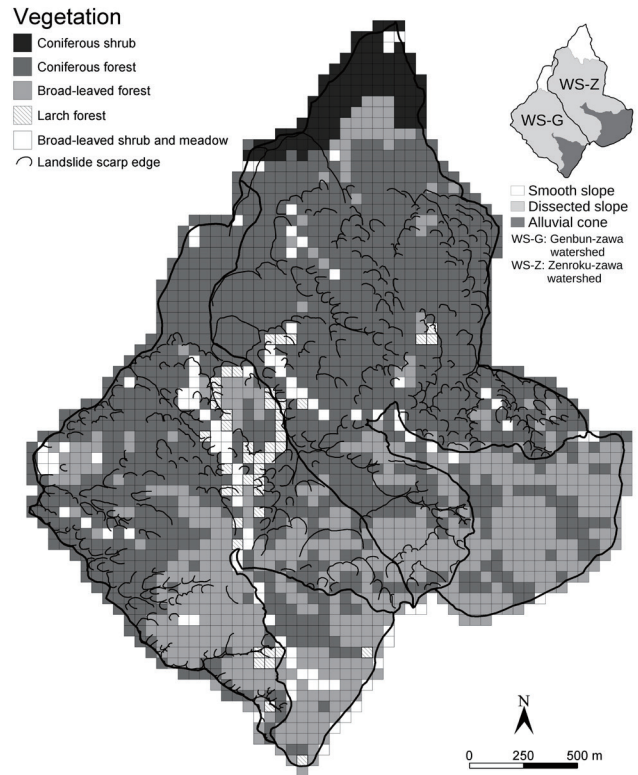 Vegetation
Coniferous shrub
Coniferous forest
Broad-leaved forest
Larch forest
Broad-leaved shrub and meadow
Landslide scarp edge
WS-Z
WS-G
Smooth slope
Dissected slope
Alluvial cone
WS-G: Genbun-zawa
watershed
WS-Z: Zenroku-zawa
watershed
N
0 250 500 m